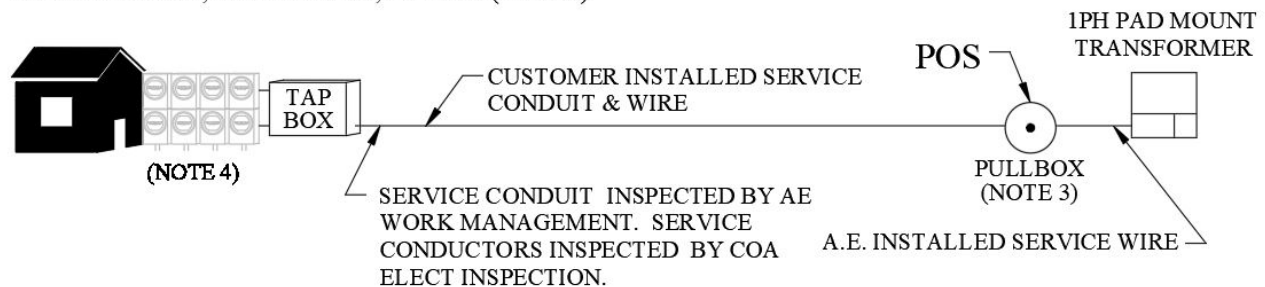 1PH PAD MOUNT
TRANSFORMER
POS
CUSTOMER INSTALLED SERVICE
CONDUIT & WIRE
TAP
BOX
(NOTE 4)
PULLBOX
(NOTE 3)
SERVICE CONDUIT INSPECTED BY AE
WORK MANAGEMENT. SERVICE
CONDUCTORS INSPECTED BY COA
ELECT INSPECTION.
A.E. INSTALLED SERVICE WIRE